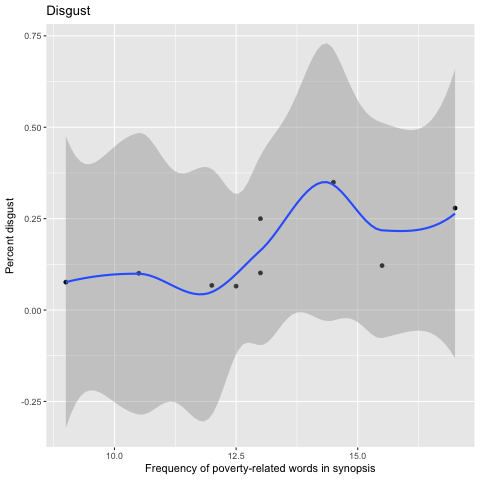 Disgust
Percent disgust
0.75
0.50
0.25
0.00
-0.25
10.0
12.5
15.0
Frequency of poverty-related words in synopsis